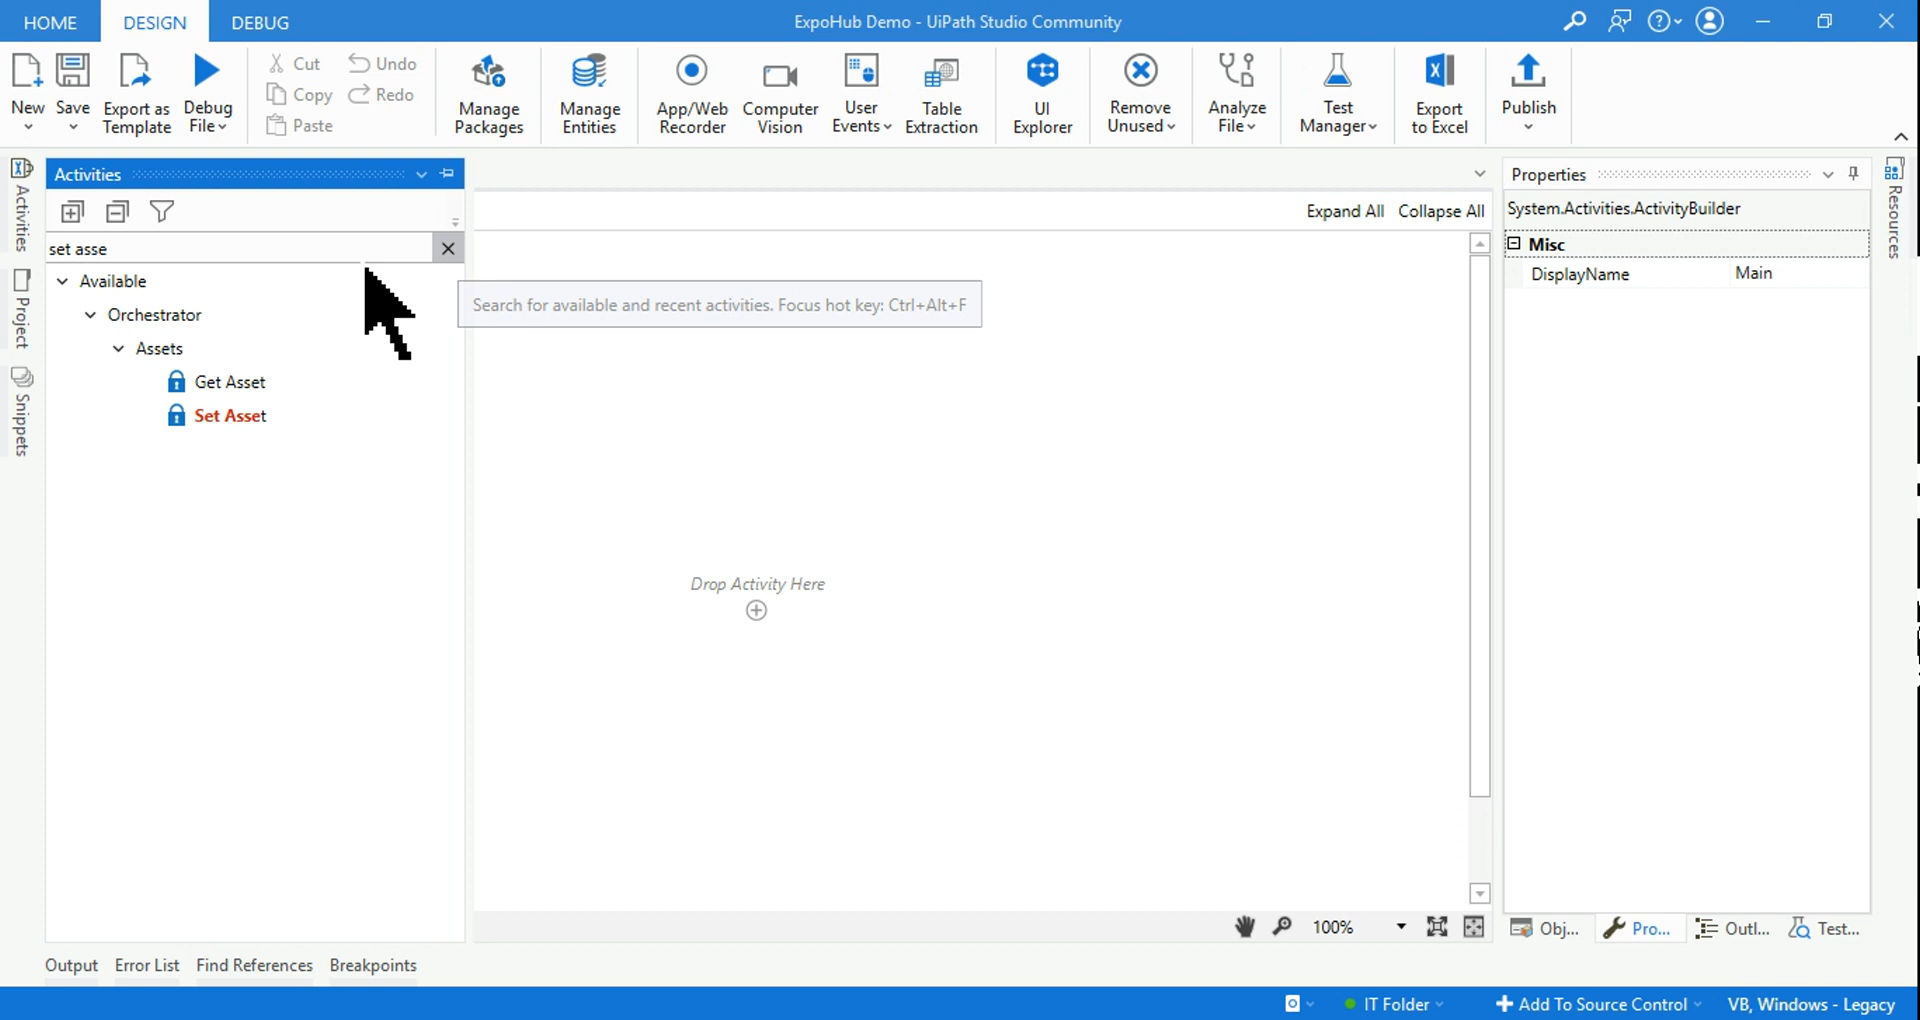 HOME DESIGN DEBUG ExpoHub Demo - UiPath Studio Community
New Save Export as Template Debug File
Cut Undo
Copy Redo
Paste
Manage Packages
Manage Entities
App/Web Recorder
Computer Vision
User Events
Table Extraction
UI Explorer
Remove Unused
Analyze File
Test Manager
Export to Excel
Publish
Activities
Project
Snippets
Activities
set asse
Available
Orchestrator
Assets
Get Asset
Set Asset
Search for available and recent activities. Focus hot key: Ctrl+Alt+F
Expand All Collapse All
Drop Activity Here
100%
Properties
System.Activities.ActivityBuilder
Misc
DisplayName Main
Resources
Obj... Pro... Outl... Test...
Output Error List Find References Breakpoints
IT Folder Add To Source Control VB, Windows - Legacy